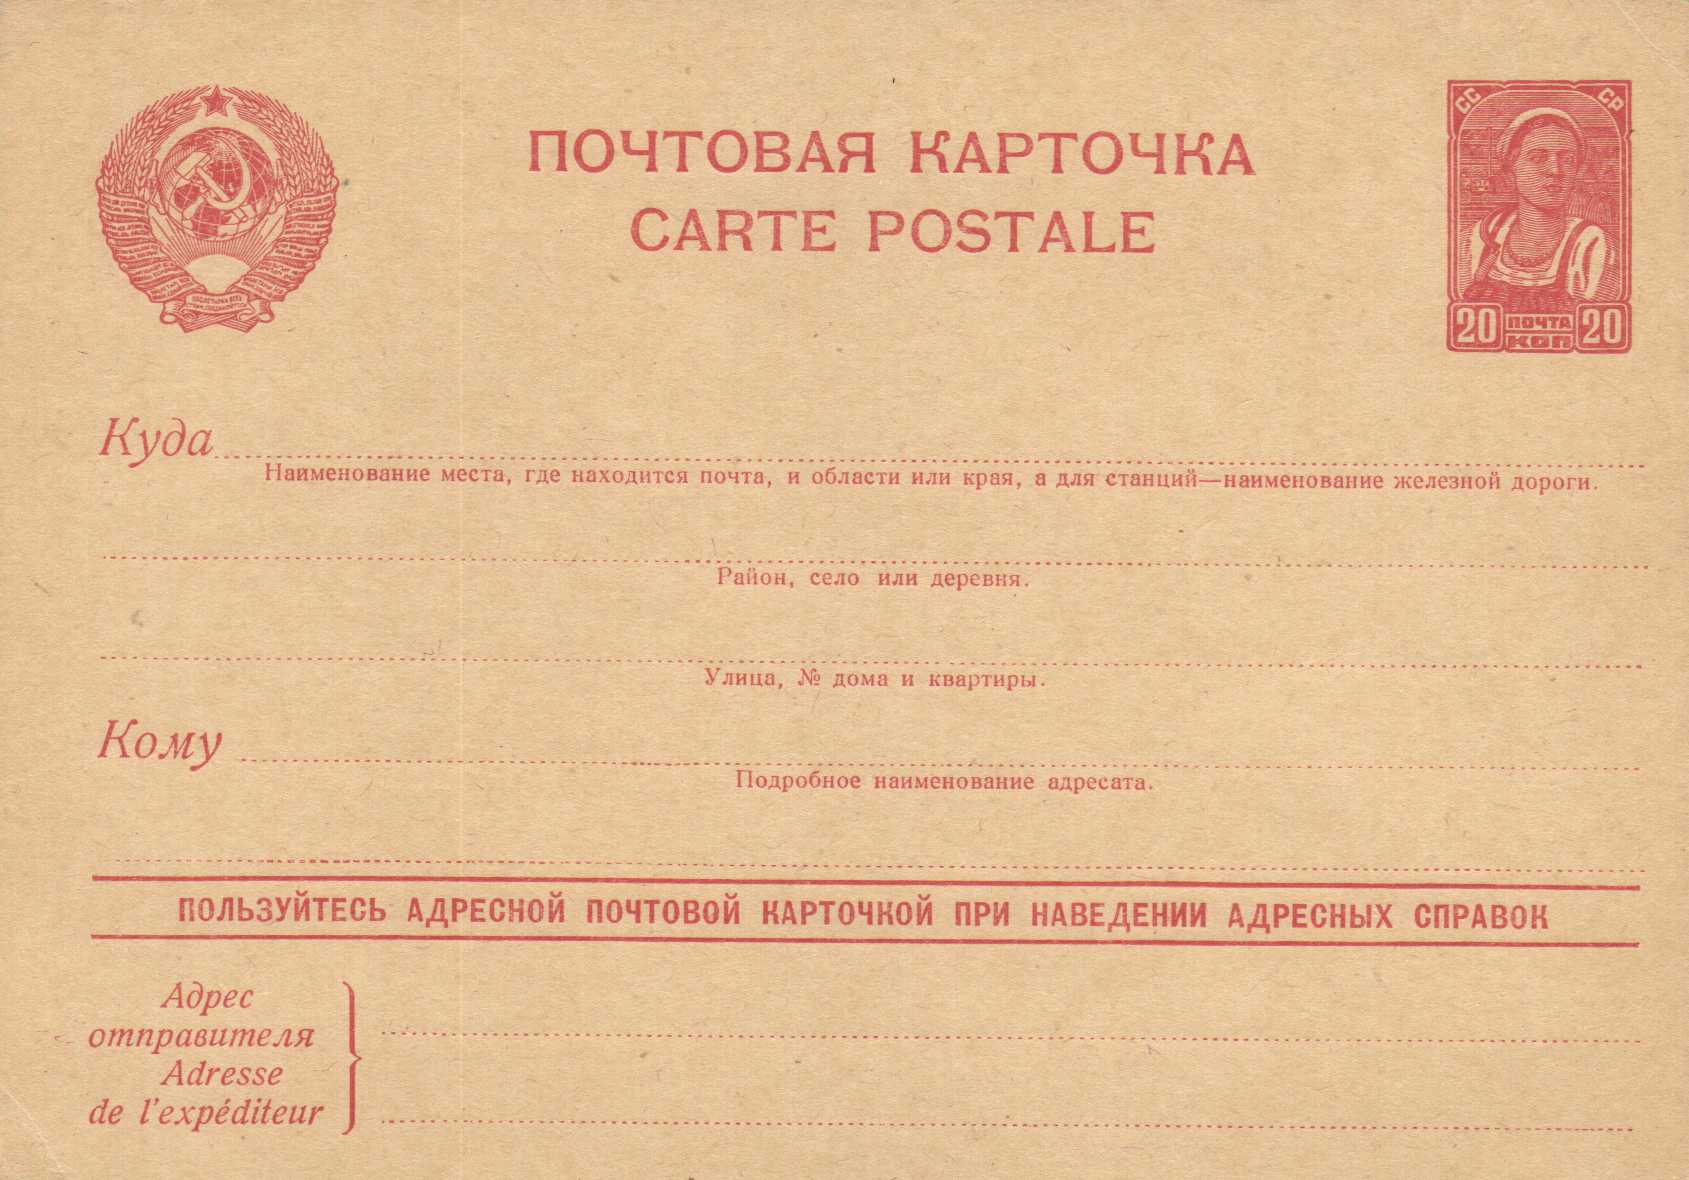 ПОЧТОВАЯ КАРТОЧКА
CARTE POSTALE
СС СР
20 ПОЧТА 20
КОП
Куда
Наименование места, где находится почта, и области или края, а для станций—наименование железной дороги.
Район, село или деревня.
Улица, № дома и квартиры.
Кому
Подробное наименование адресата.
ПОЛЬЗУЙТЕСЬ АДРЕСНОЙ ПОЧТОВОЙ КАРТОЧКОЙ ПРИ НАВЕДЕНИИ АДРЕСНЫХ СПРАВОК
Адрес
отправителя
Adresse
de l'expéditeur